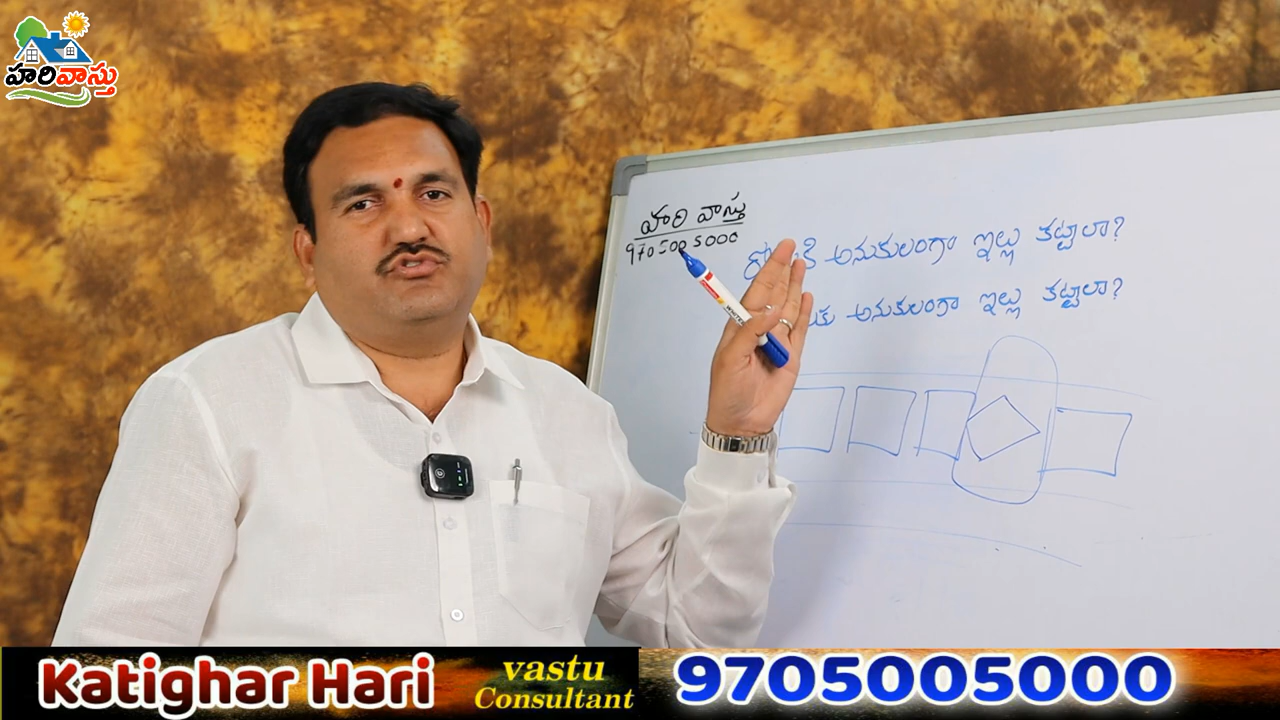 హరివాస్తు
హరి వాస్తు
9705005000
అనుకులంగా ఇల్లు కట్టాలా?
అనుకులంగా ఇల్లు కట్టాలా?
Katighar Hari
vastu
Consultant
9705005000